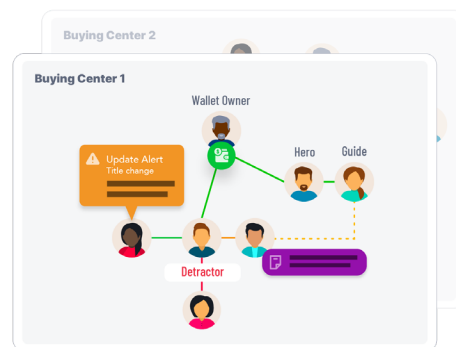 Buying Center 2
Buying Center 1
Wallet Owner
Update Alert
Title change
Hero
Guide
Detractor